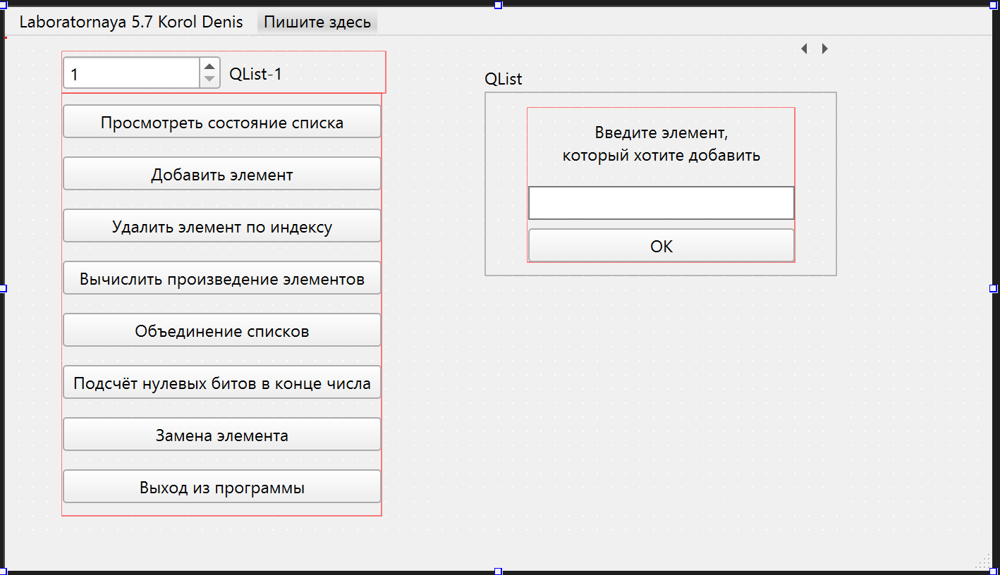 Laboratornaya 5.7 Korol Denis Пишите здесь
1 QList-1
Просмотреть состояние списка
Добавить элемент
Удалить элемент по индексу
Вычислить произведение элементов
Объединение списков
Подсчёт нулевых битов в конце числа
Замена элемента
Выход из программы
QList
Введите элемент,
который хотите добавить
OK